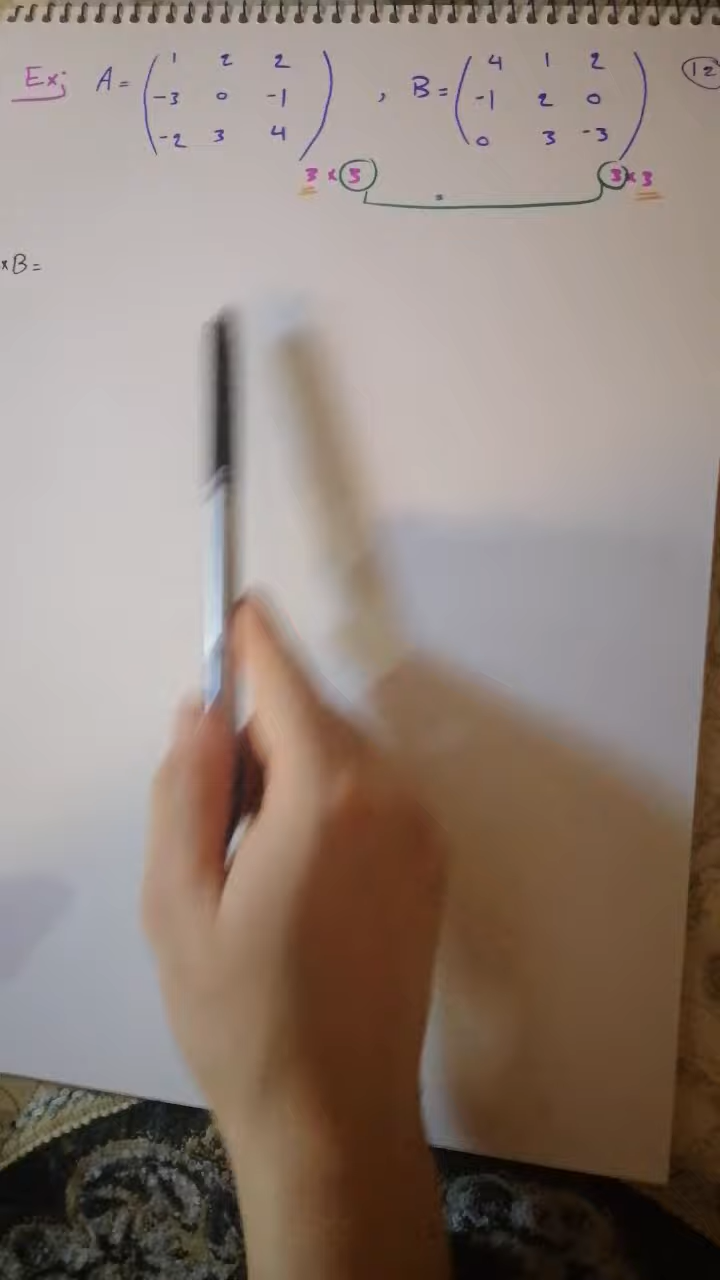 Ex; A = ( 1 2 2 ) , B = ( 4 1 2 ) 12
-3 0 -1 -1 2 0
-2 3 4 0 3 -3
3 × 3 3 × 3
× B =